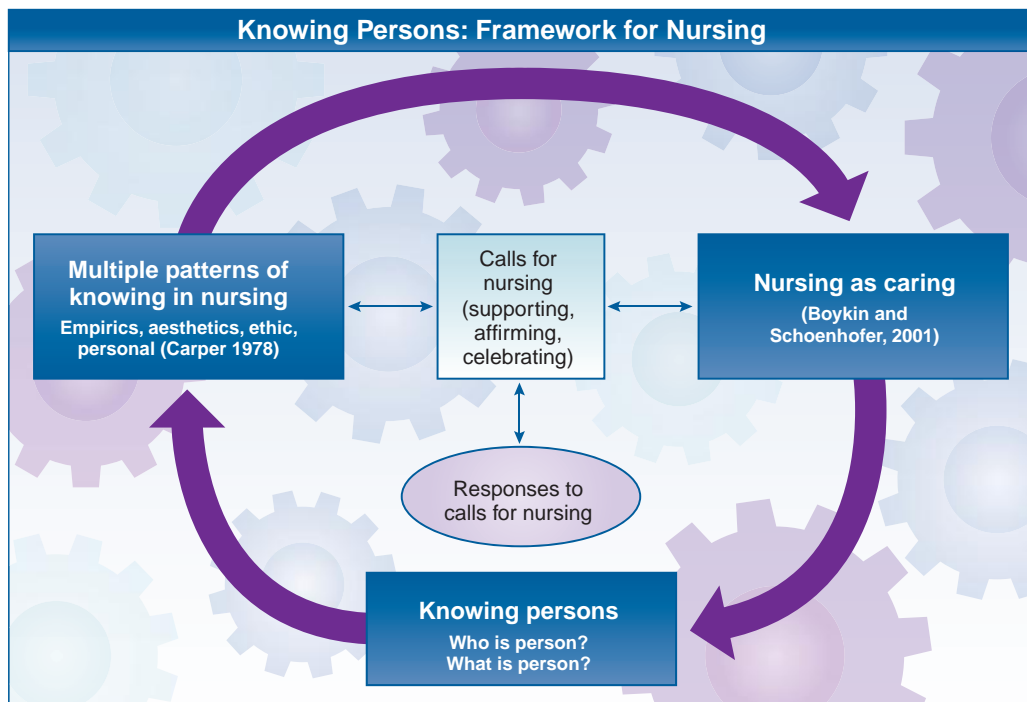 Knowing Persons: Framework for Nursing
Multiple patterns of
knowing in nursing
Empirics, aesthetics, ethic,
personal (Carper 1978)
Calls for
nursing
(supporting,
affirming,
celebrating)
Nursing as caring
(Boykin and
Schoenhofer, 2001)
Responses to
calls for nursing
Knowing persons
Who is person?
What is person?